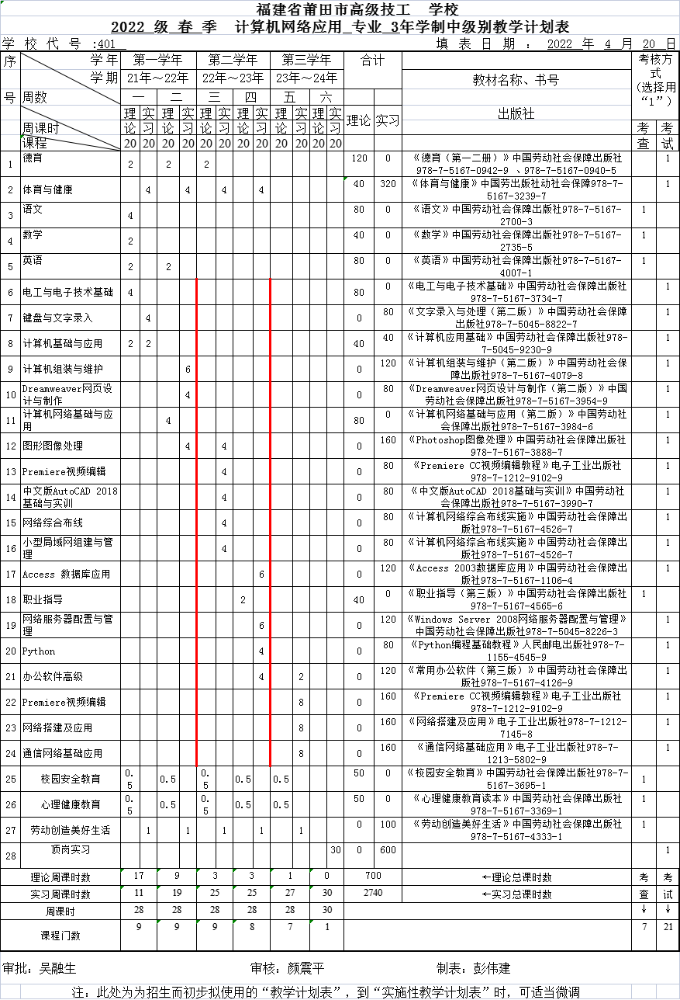 福建省莆田市高级技工 学校
2022 级 春 季 计算机网络应用 专业 3年学制中级别教学计划表
学 校 代 号 :401 填 表 日 期 : 2022 年 4 月 20 日
序号 学年 第一学年 第二学年 第三学年 合计 教材名称、书号 考核方式(选择用“1”)
学期 21年～22年 22年～23年 23年～24年
周数 一 二 三 四 五 六 出版社
周课时 理论 实习 理论 实习 理论 实习 理论 实习 理论 实习 理论 实习 理论 实习 考查 考试
课程 20 20 20 20 20 20 20 20 20 20 20 20
1 德育 2 2 2 120 0 《德育（第一二册）》中国劳动社会保障出版社978-7-5167-0942-9 、978-7-5167-0940-5 1
2 体育与健康 4 4 4 4 40 320 《体育与健康》中国劳出版社动社会保障978-7-5167-3239-7 1
3 语文 4 80 0 《语文》中国劳动社会保障出版社978-7-5167-2700-3 1
4 数学 2 40 0 《数学》中国劳动社会保障出版社978-7-5167-2735-5 1
5 英语 2 2 80 0 《英语》中国劳动社会保障出版社978-7-5167-4007-1 1
6 电工与电子技术基础 4 80 0 《电工与电子技术基础》中国劳动社会保障出版社978-7-5167-3734-7 1
7 键盘与文字录入 4 0 80 《文字录入与处理（第二版）》中国劳动社会保障出版社978-7-5045-8822-7 1
8 计算机基础与应用 2 2 40 40 《计算机应用基础》中国劳动社会保障出版社978-7-5045-9230-9 1
9 计算机组装与维护 6 0 120 《计算机组装与维护（第二版）》中国劳动社会保障出版社978-7-5167-4079-8 1
10 Dreamweaver网页设计与制作 4 0 80 《Dreamweaver网页设计与制作（第二版）》中国劳动社会保障出版社978-7-5167-3954-9 1
11 计算机网络基础与应用 4 80 0 《计算机网络基础与应用（第二版）》中国劳动社会保障出版社978-7-5167-3984-6 1
12 图形图像处理 4 4 0 160 《Photoshop图像处理》中国劳动社会保障出版社978-7-5167-3888-7 1
13 Premiere视频编辑 4 0 80 《Premiere CC视频编辑教程》电子工业出版社978-7-1212-9102-9 1
14 中文版AutoCAD 2018基础与实训 4 0 80 《中文版AutoCAD 2018基础与实训》中国劳动社会保障出版社978-7-5167-3990-7 1
15 网络综合布线 4 0 80 《计算机网络综合布线实施》中国劳动社会保障出版社978-7-5167-4526-7 1
16 小型局域网组建与管理 4 0 80 《计算机网络综合布线实施》中国劳动社会保障出版社978-7-5167-4526-7 1
17 Access 数据库应用 6 0 120 《Access 2003数据库应用》中国劳动社会保障出版社978-7-5167-1106-4 1
18 职业指导 2 40 0 《职业指导（第三版）》中国劳动社会保障出版社978-7-5167-4565-6 1
19 网络服务器配置与管理 6 0 120 《Windows Server 2008网络服务器配置与管理》中国劳动社会保障出版社978-7-5045-8226-3 1
20 Python 4 0 80 《Python编程基础教程》人民邮电出版社978-7-1155-4545-9 1
21 办公软件高级 4 2 0 120 《常用办公软件（第三版）》中国劳动社会保障出版社978-7-5167-4126-9 1
22 Premiere视频编辑 8 0 160 《Premiere CC视频编辑教程》电子工业出版社978-7-1212-9102-9 1
23 网络搭建及应用 8 0 160 《网络搭建及应用》电子工业出版社978-7-1212-7145-8 1
24 通信网络基础应用 8 0 160 《通信网络基础应用》电子工业出版社978-7-1213-5802-9 1
25 校园安全教育 0.5 0.5 0.5 0.5 0.5 50 0 《校园安全教育》中国劳动社会保障出版社978-7-5167-3695-1 1
26 心理健康教育 0.5 0.5 0.5 0.5 0.5 50 0 《心理健康教育读本》中国劳动社会保障出版社978-7-5167-3369-1 1
27 劳动创造美好生活 1 1 1 1 1 0 100 《劳动创造美好生活》中国劳动社会保障出版社978-7-5167-4333-1 1
28 顶岗实习 30 0 600 1
理论周课时数 17 9 3 3 1 0 700 ←理论总课时数 考 考
实习周课时数 11 19 25 25 27 30 2740 ←实习总课时数 查 试
周课时 28 28 28 28 28 30 ↓ ↓
课程门数 9 9 9 8 7 1 7 21
审批：吴融生 审核：颜震平 制表：彭伟建
注：此处为为招生而初步拟使用的“教学计划表”，到“实施性教学计划表”时，可适当微调